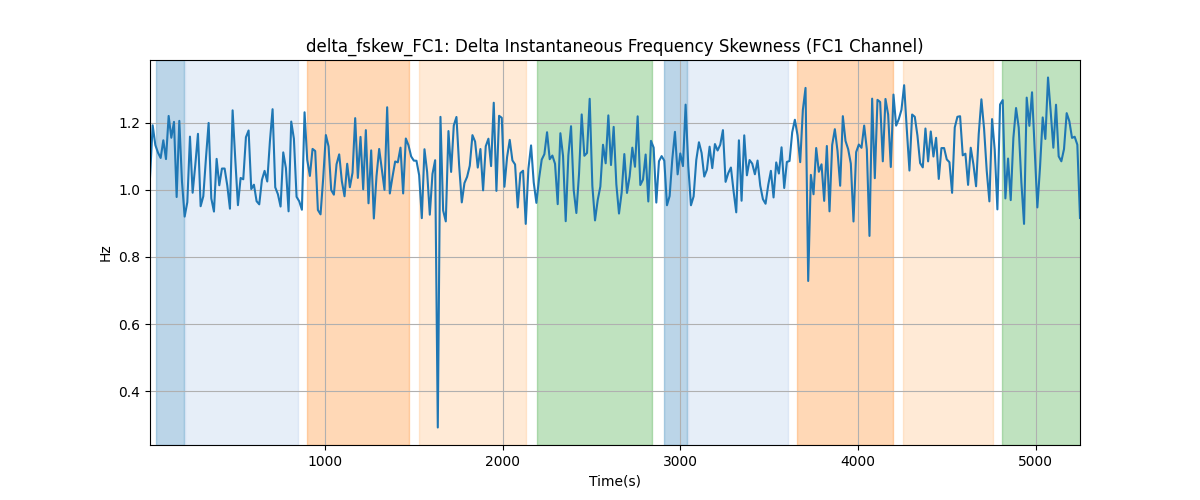 delta_fskew_FC1: Delta Instantaneous Frequency Skewness (FC1 Channel)
Hz
1.2
1.0
0.8
0.6
0.4
1000 2000 3000 4000 5000
Time(s)